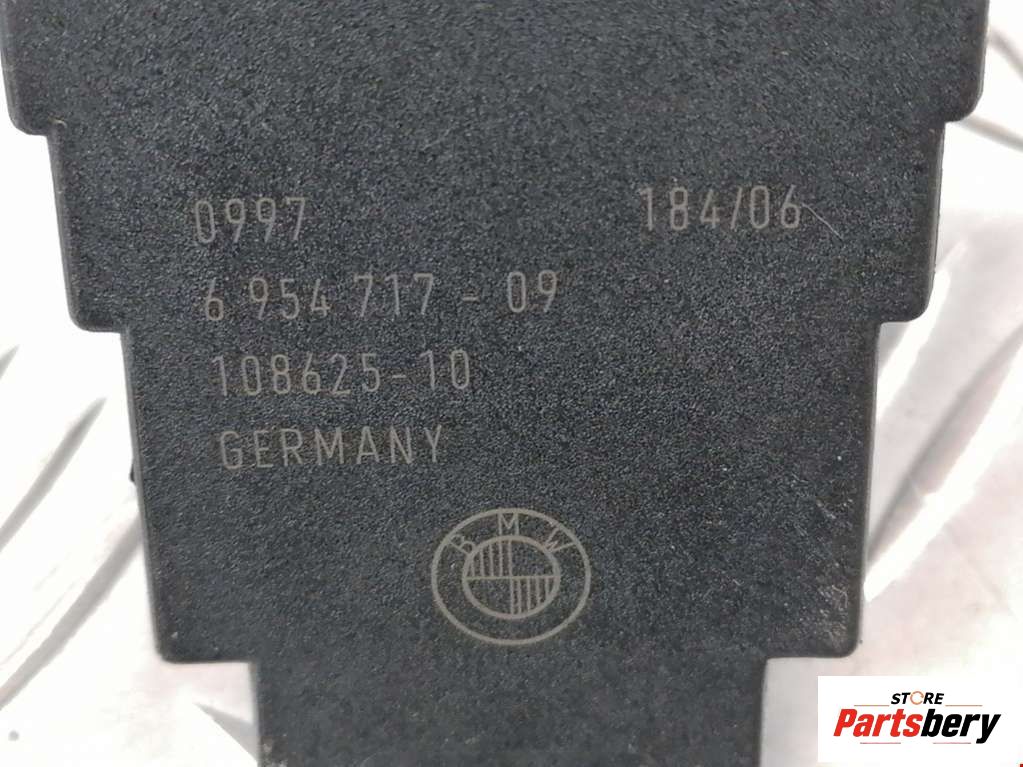 0997 184/06
6 954 717 - 09
108625-10
GERMANY
BMW
STORE
Partsbery